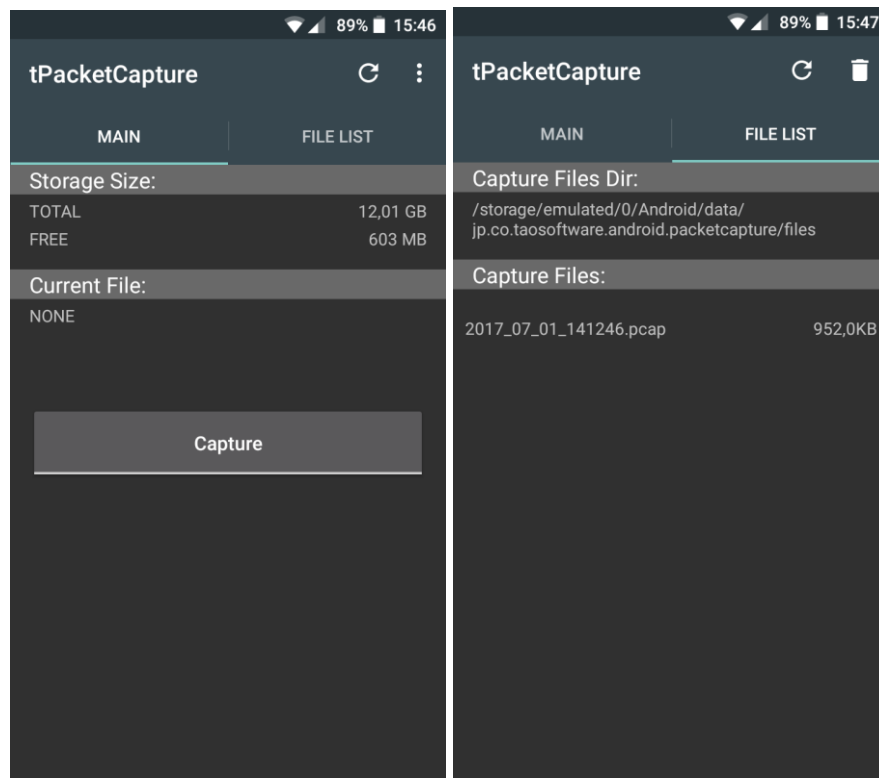 89% 15:46
tPacketCapture
MAIN FILE LIST
Storage Size:
TOTAL 12,01 GB
FREE 603 MB
Current File:
NONE
Capture
89% 15:47
tPacketCapture
MAIN FILE LIST
Capture Files Dir:
/storage/emulated/0/Android/data/
jp.co.taosoftware.android.packetcapture/files
Capture Files:
2017_07_01_141246.pcap 952,0KB